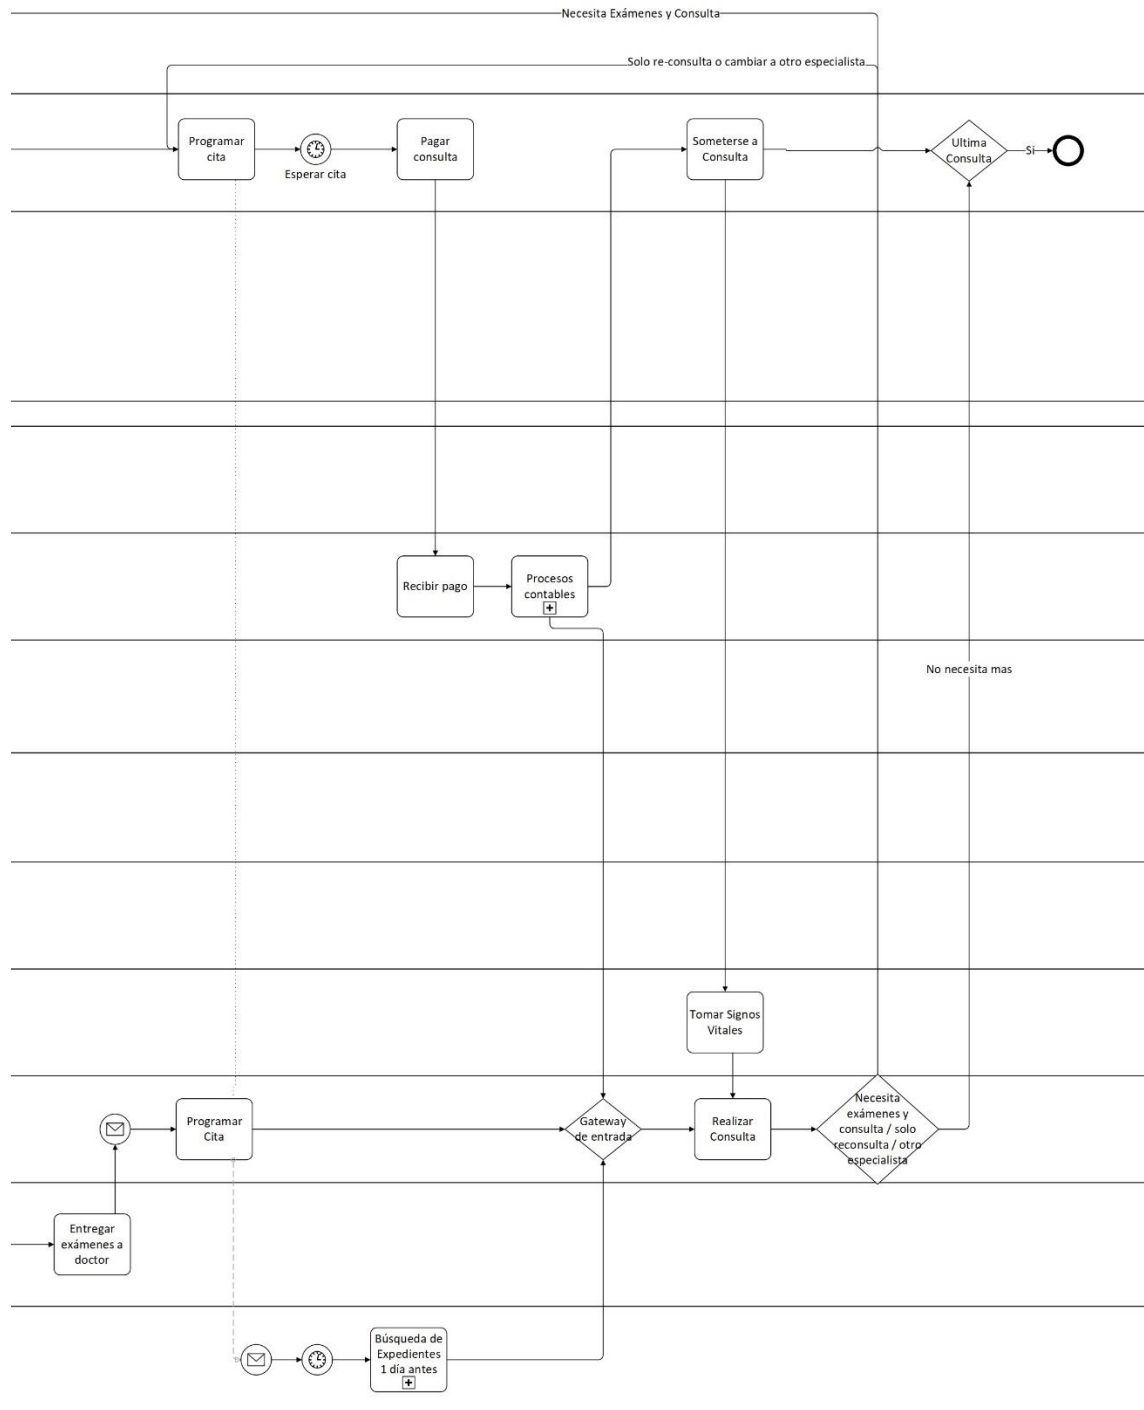 Necesita Exámenes y Consulta
Solo re-consulta o cambiar a otro especialista
Programar
cita
Esperar cita
Pagar
consulta
Someterse a
Consulta
Ultima
Consulta
Si
Recibir pago
Procesos
contables
No necesita mas
Tomar Signos
Vitales
Programar
Cita
Gateway
de entrada
Realizar
Consulta
Necesita
exámenes y
consulta / solo
reconsulta / otro
especialista
Entregar
exámenes a
doctor
Búsqueda de
Expedientes
1 día antes